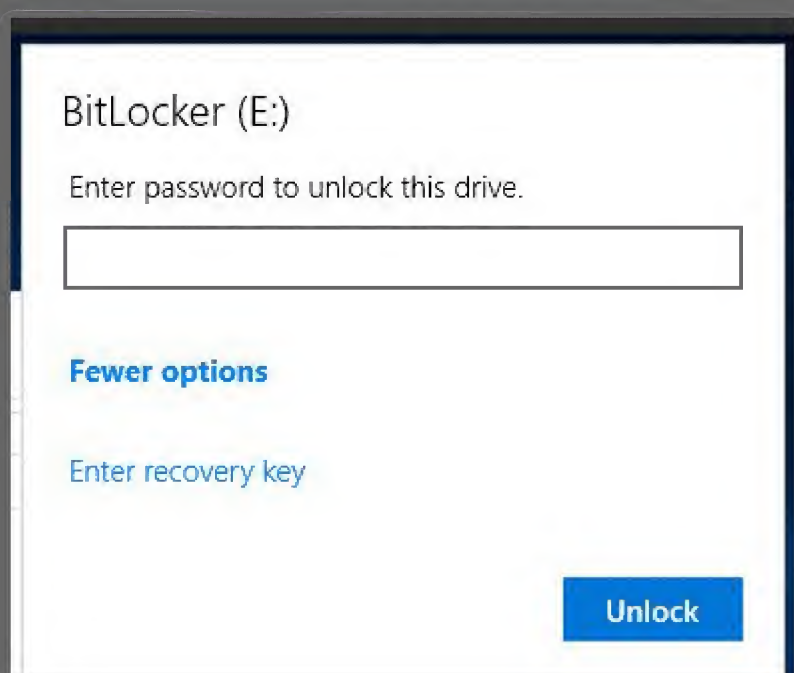 BitLocker (E:)
Enter password to unlock this drive.
Fewer options
Enter recovery key
Unlock